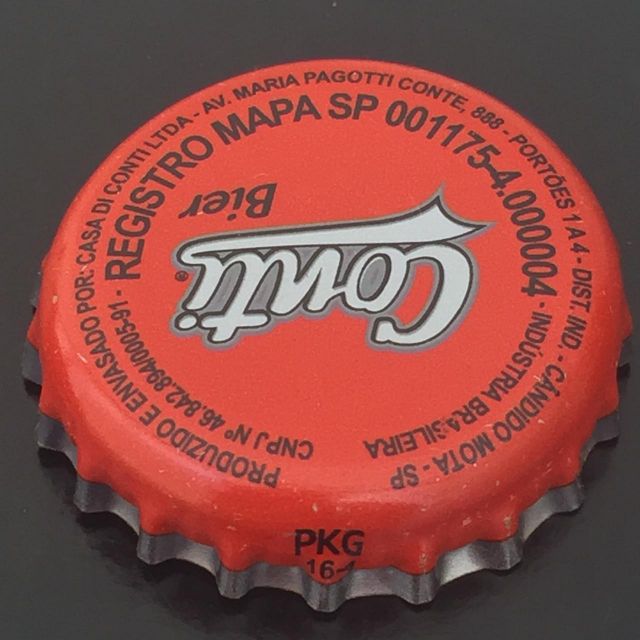 PRODUZIDO E ENVASADO POR: CASA DI CONTI LTDA - AV. MARIA PAGOTTI CONTE, 888 - PORTÕES 1 A 4 - DIST. IND. - CÂNDIDO MOTA - SP
CNPJ Nº 46.842.894/0005-91 - REGISTRO MAPA SP 001175-4.000004 - INDÚSTRIA BRASILEIRA
Conti
Bier
PKG
16-4